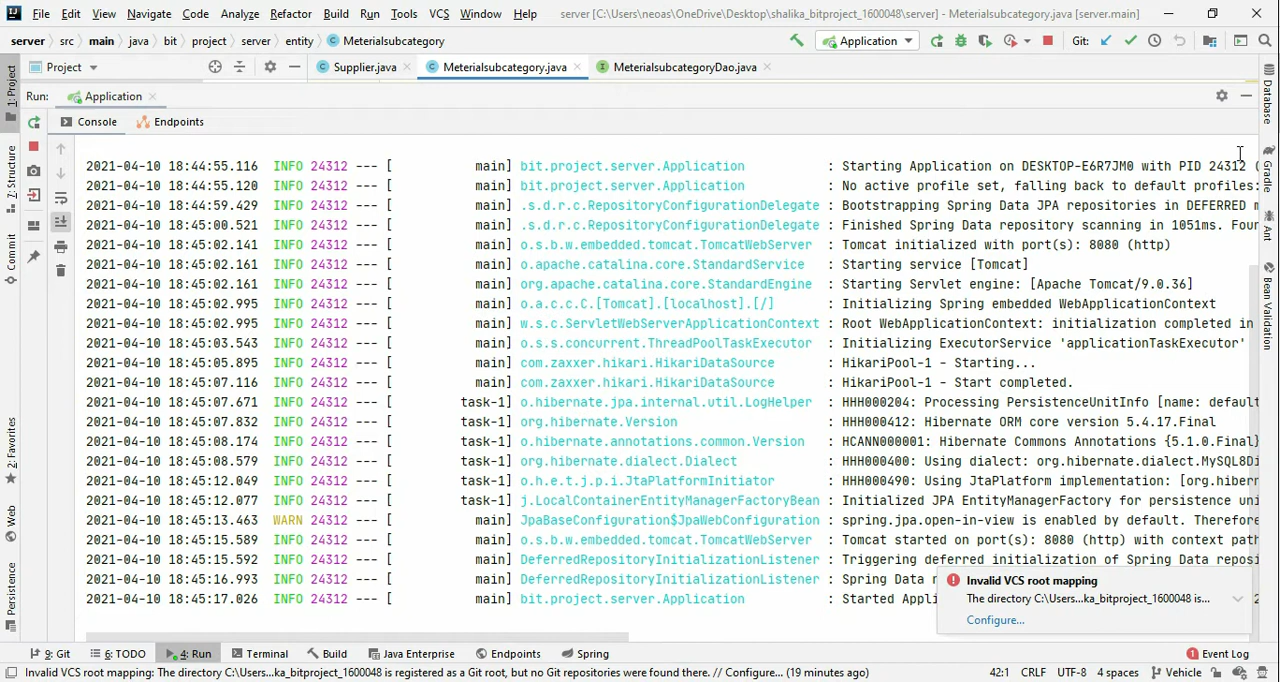 File Edit View Navigate Code Analyze Refactor Build Run Tools VCS Window Help server [C:\Users\neoas\OneDrive\Desktop\shalika_bitproject_1600048\server] - Meterialsubcategory.java [server.main]
server src main java bit project server entity Meterialsubcategory Application Git:
Project Supplier.java Meterialsubcategory.java MeterialsubcategoryDao.java
Run: Application
Console Endpoints
2021-04-10 18:44:55.116 INFO 24312 --- [ main] bit.project.server.Application : Starting Application on DESKTOP-E6R7JM0 with PID 24312 (
2021-04-10 18:44:55.120 INFO 24312 --- [ main] bit.project.server.Application : No active profile set, falling back to default profiles:
2021-04-10 18:44:59.429 INFO 24312 --- [ main] .s.d.r.c.RepositoryConfigurationDelegate : Bootstrapping Spring Data JPA repositories in DEFERRED m
2021-04-10 18:45:00.521 INFO 24312 --- [ main] .s.d.r.c.RepositoryConfigurationDelegate : Finished Spring Data repository scanning in 1051ms. Foun
2021-04-10 18:45:02.141 INFO 24312 --- [ main] o.s.b.w.embedded.tomcat.TomcatWebServer : Tomcat initialized with port(s): 8080 (http)
2021-04-10 18:45:02.161 INFO 24312 --- [ main] o.apache.catalina.core.StandardService : Starting service [Tomcat]
2021-04-10 18:45:02.161 INFO 24312 --- [ main] org.apache.catalina.core.StandardEngine : Starting Servlet engine: [Apache Tomcat/9.0.36]
2021-04-10 18:45:02.995 INFO 24312 --- [ main] o.a.c.c.C.[Tomcat].[localhost].[/] : Initializing Spring embedded WebApplicationContext
2021-04-10 18:45:02.995 INFO 24312 --- [ main] w.s.c.ServletWebServerApplicationContext : Root WebApplicationContext: initialization completed in
2021-04-10 18:45:03.543 INFO 24312 --- [ main] o.s.s.concurrent.ThreadPoolTaskExecutor : Initializing ExecutorService 'applicationTaskExecutor'
2021-04-10 18:45:05.895 INFO 24312 --- [ main] com.zaxxer.hikari.HikariDataSource : HikariPool-1 - Starting...
2021-04-10 18:45:07.116 INFO 24312 --- [ main] com.zaxxer.hikari.HikariDataSource : HikariPool-1 - Start completed.
2021-04-10 18:45:07.671 INFO 24312 --- [ task-1] o.hibernate.jpa.internal.util.LogHelper : HHH000204: Processing PersistenceUnitInfo [name: default
2021-04-10 18:45:07.832 INFO 24312 --- [ task-1] org.hibernate.Version : HHH000412: Hibernate ORM core version 5.4.17.Final
2021-04-10 18:45:08.174 INFO 24312 --- [ task-1] o.hibernate.annotations.common.Version : HCANN000001: Hibernate Commons Annotations {5.1.0.Final}
2021-04-10 18:45:08.579 INFO 24312 --- [ task-1] org.hibernate.dialect.Dialect : HHH000400: Using dialect: org.hibernate.dialect.MySQL8Di
2021-04-10 18:45:12.049 INFO 24312 --- [ task-1] o.h.e.t.j.p.i.JtaPlatformInitiator : HHH000490: Using JtaPlatform implementation: [org.hiber
2021-04-10 18:45:12.077 INFO 24312 --- [ task-1] j.LocalContainerEntityManagerFactoryBean : Initialized JPA EntityManagerFactory for persistence uni
2021-04-10 18:45:13.463 WARN 24312 --- [ main] JpaBaseConfiguration$JpaWebConfiguration : spring.jpa.open-in-view is enabled by default. Therefore
2021-04-10 18:45:15.589 INFO 24312 --- [ main] o.s.b.w.embedded.tomcat.TomcatWebServer : Tomcat started on port(s): 8080 (http) with context path
2021-04-10 18:45:15.592 INFO 24312 --- [ main] DeferredRepositoryInitializationListener : Triggering deferred initialization of Spring Data reposi
2021-04-10 18:45:16.993 INFO 24312 --- [ main] DeferredRepositoryInitializationListener : Spring Data r
2021-04-10 18:45:17.026 INFO 24312 --- [ main] bit.project.server.Application : Started Appli
Invalid VCS root mapping
The directory C:\Users...ka_bitproject_1600048 is...
Configure...
1: Project
7: Structure
Commit
2: Favorites
Web
Persistence
Database
Gradle
Ant
Bean Validation
9: Git 6: TODO 4: Run Terminal Build Java Enterprise Endpoints Spring 1 Event Log
Invalid VCS root mapping: The directory C:\Users...ka_bitproject_1600048 is registered as a Git root, but no Git repositories were found there. // Configure... (19 minutes ago) 42:1 CRLF UTF-8 4 spaces Vehicle